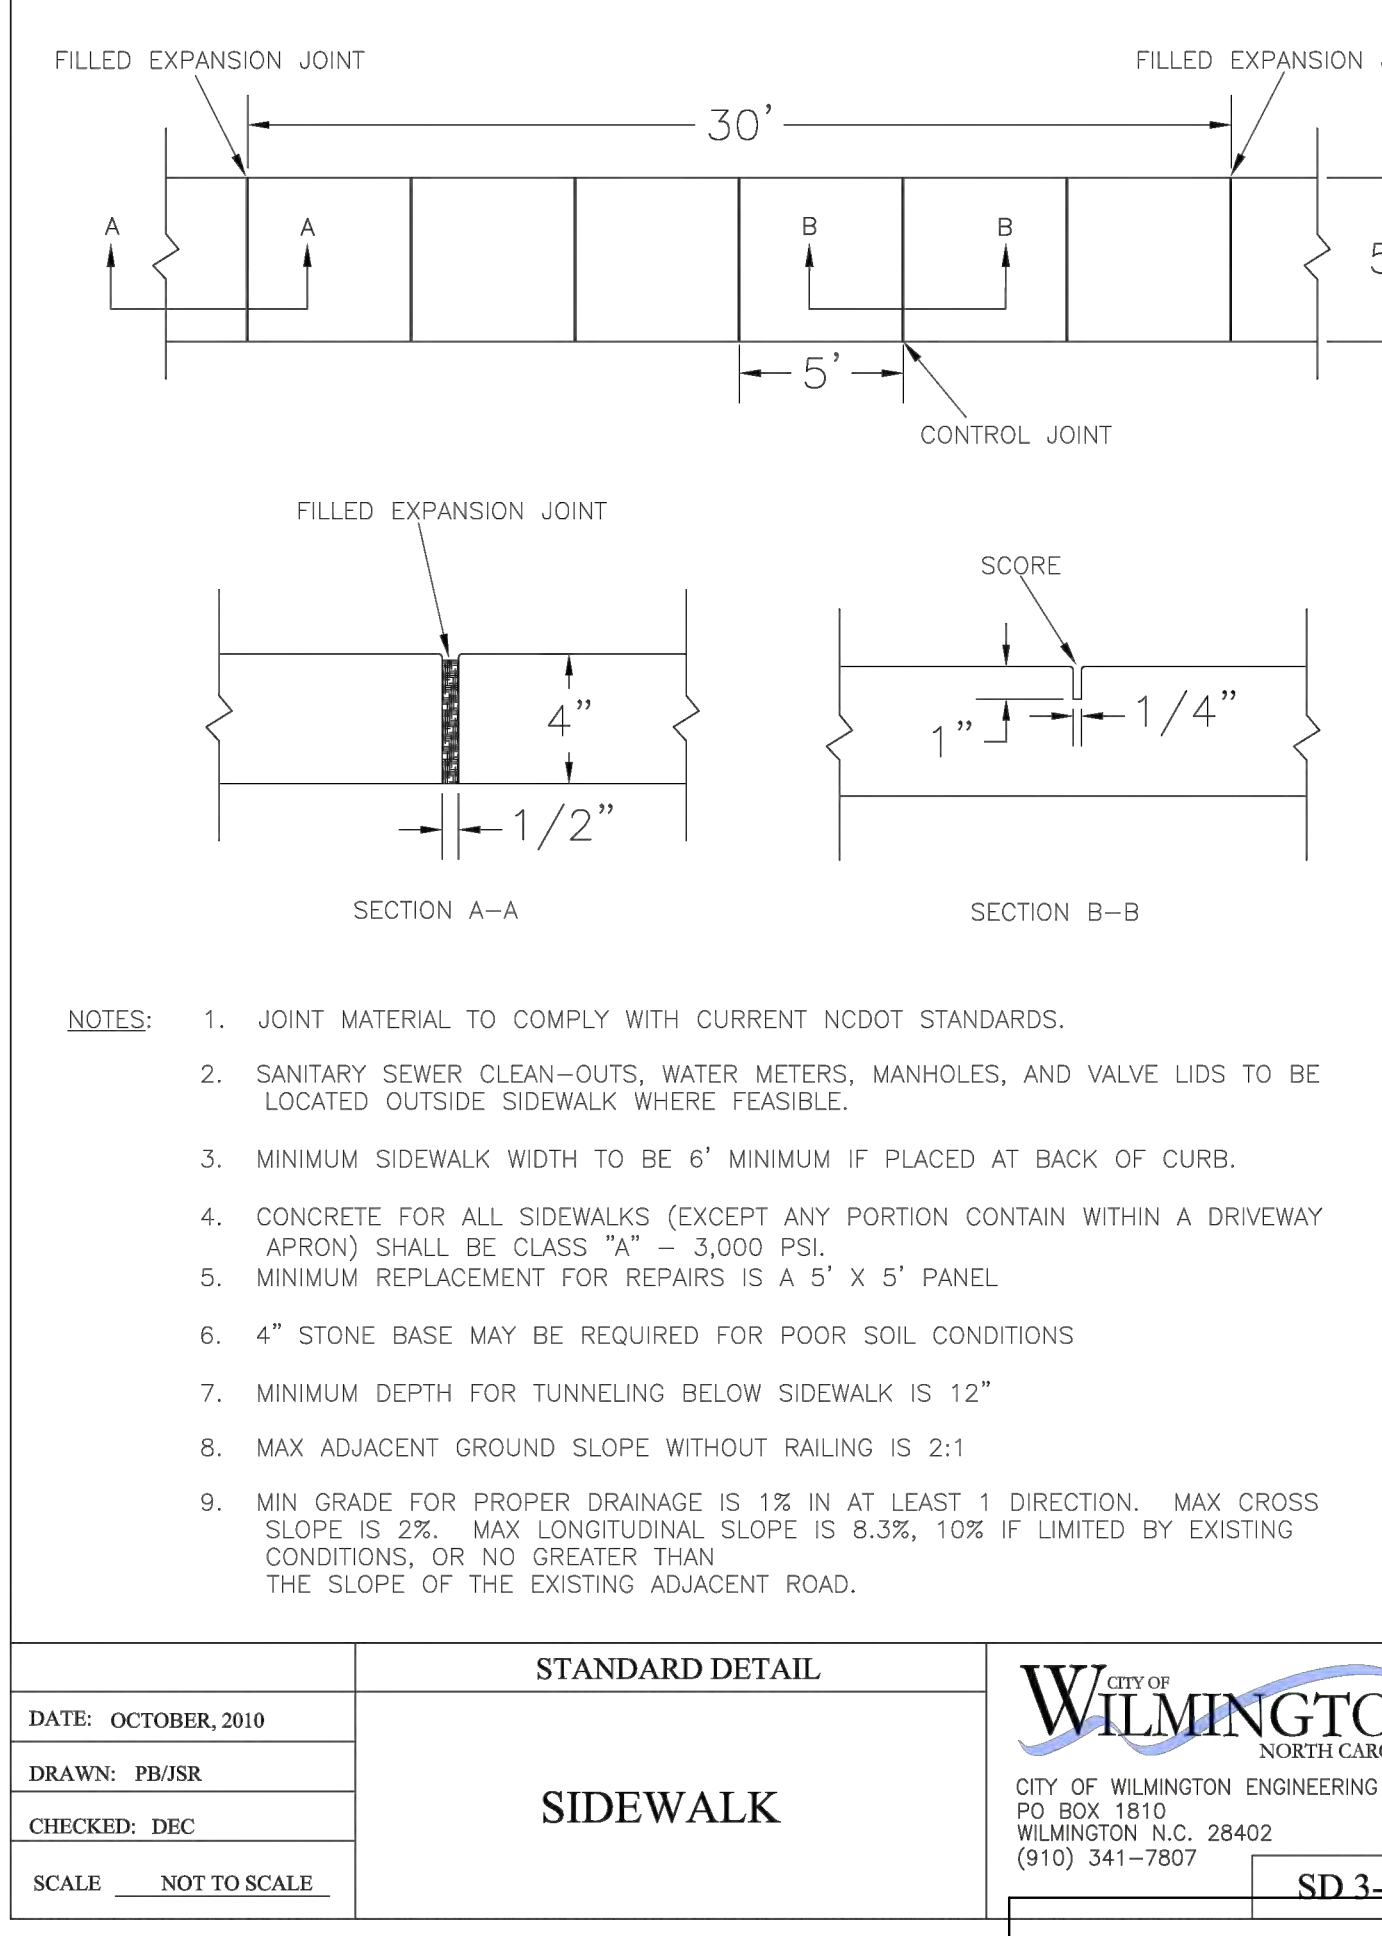 FILLED EXPANSION JOINT
FILLED EXPANSION
30'
A
A
B
B
5'
CONTROL JOINT
FILLED EXPANSION JOINT
SCORE
4"
1"
1/4"
1/2"
SECTION A-A
SECTION B-B
NOTES:
1. JOINT MATERIAL TO COMPLY WITH CURRENT NCDOT STANDARDS.
2. SANITARY SEWER CLEAN-OUTS, WATER METERS, MANHOLES, AND VALVE LIDS TO BE
LOCATED OUTSIDE SIDEWALK WHERE FEASIBLE.
3. MINIMUM SIDEWALK WIDTH TO BE 6' MINIMUM IF PLACED AT BACK OF CURB.
4. CONCRETE FOR ALL SIDEWALKS (EXCEPT ANY PORTION CONTAIN WITHIN A DRIVEWAY
APRON) SHALL BE CLASS "A" - 3,000 PSI.
5. MINIMUM REPLACEMENT FOR REPAIRS IS A 5' X 5' PANEL
6. 4" STONE BASE MAY BE REQUIRED FOR POOR SOIL CONDITIONS
7. MINIMUM DEPTH FOR TUNNELING BELOW SIDEWALK IS 12"
8. MAX ADJACENT GROUND SLOPE WITHOUT RAILING IS 2:1
9. MIN GRADE FOR PROPER DRAINAGE IS 1% IN AT LEAST 1 DIRECTION. MAX CROSS
SLOPE IS 2%. MAX LONGITUDINAL SLOPE IS 8.3%, 10% IF LIMITED BY EXISTING
CONDITIONS, OR NO GREATER THAN
THE SLOPE OF THE EXISTING ADJACENT ROAD.
STANDARD DETAIL
SIDEWALK
DATE: OCTOBER, 2010
DRAWN: PB/JSR
CHECKED: DEC
SCALE NOT TO SCALE
CITY OF
WILMINGTO
NORTH CARO
CITY OF WILMINGTON ENGINEERING
PO BOX 1810
WILMINGTON N.C. 28402
(910) 341-7807
SD 3-